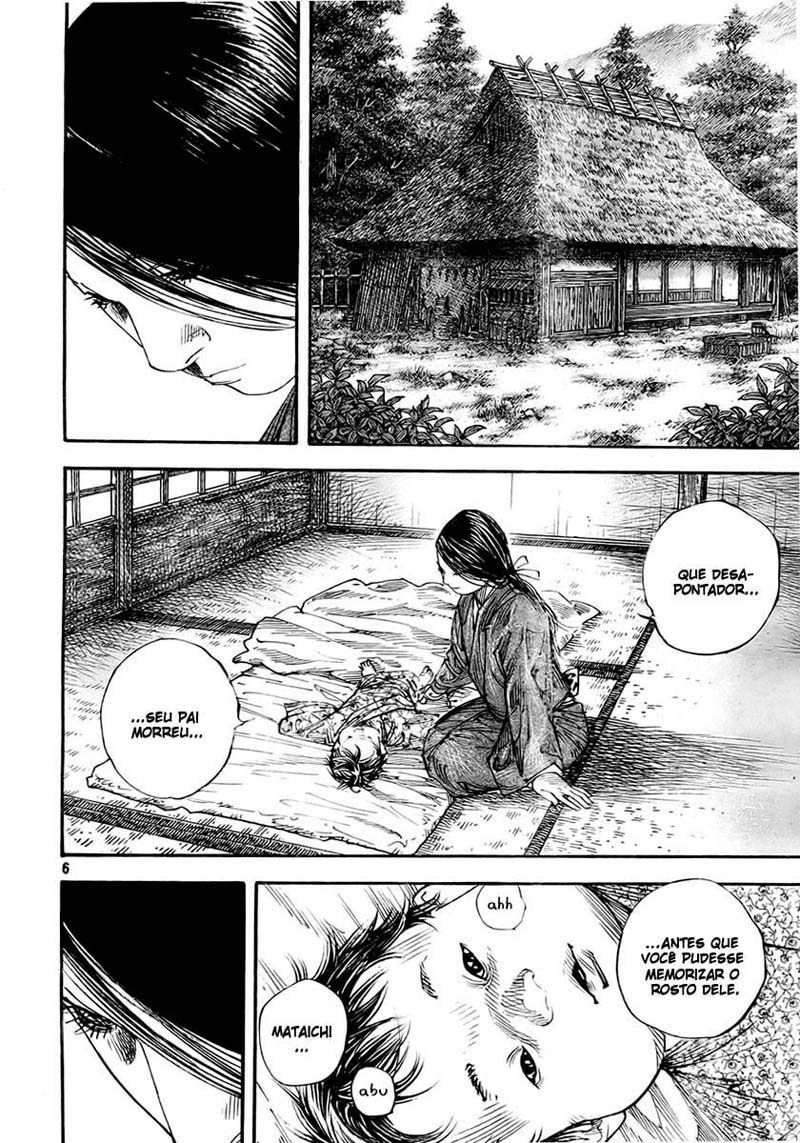 QUE DESA-
PONTADOR...
...SEU PAI
MORREU...
6
ahh
...ANTES QUE
VOCÊ PUDESSE
MEMORIZAR O
ROSTO DELE.
MATAICHI
...
abu